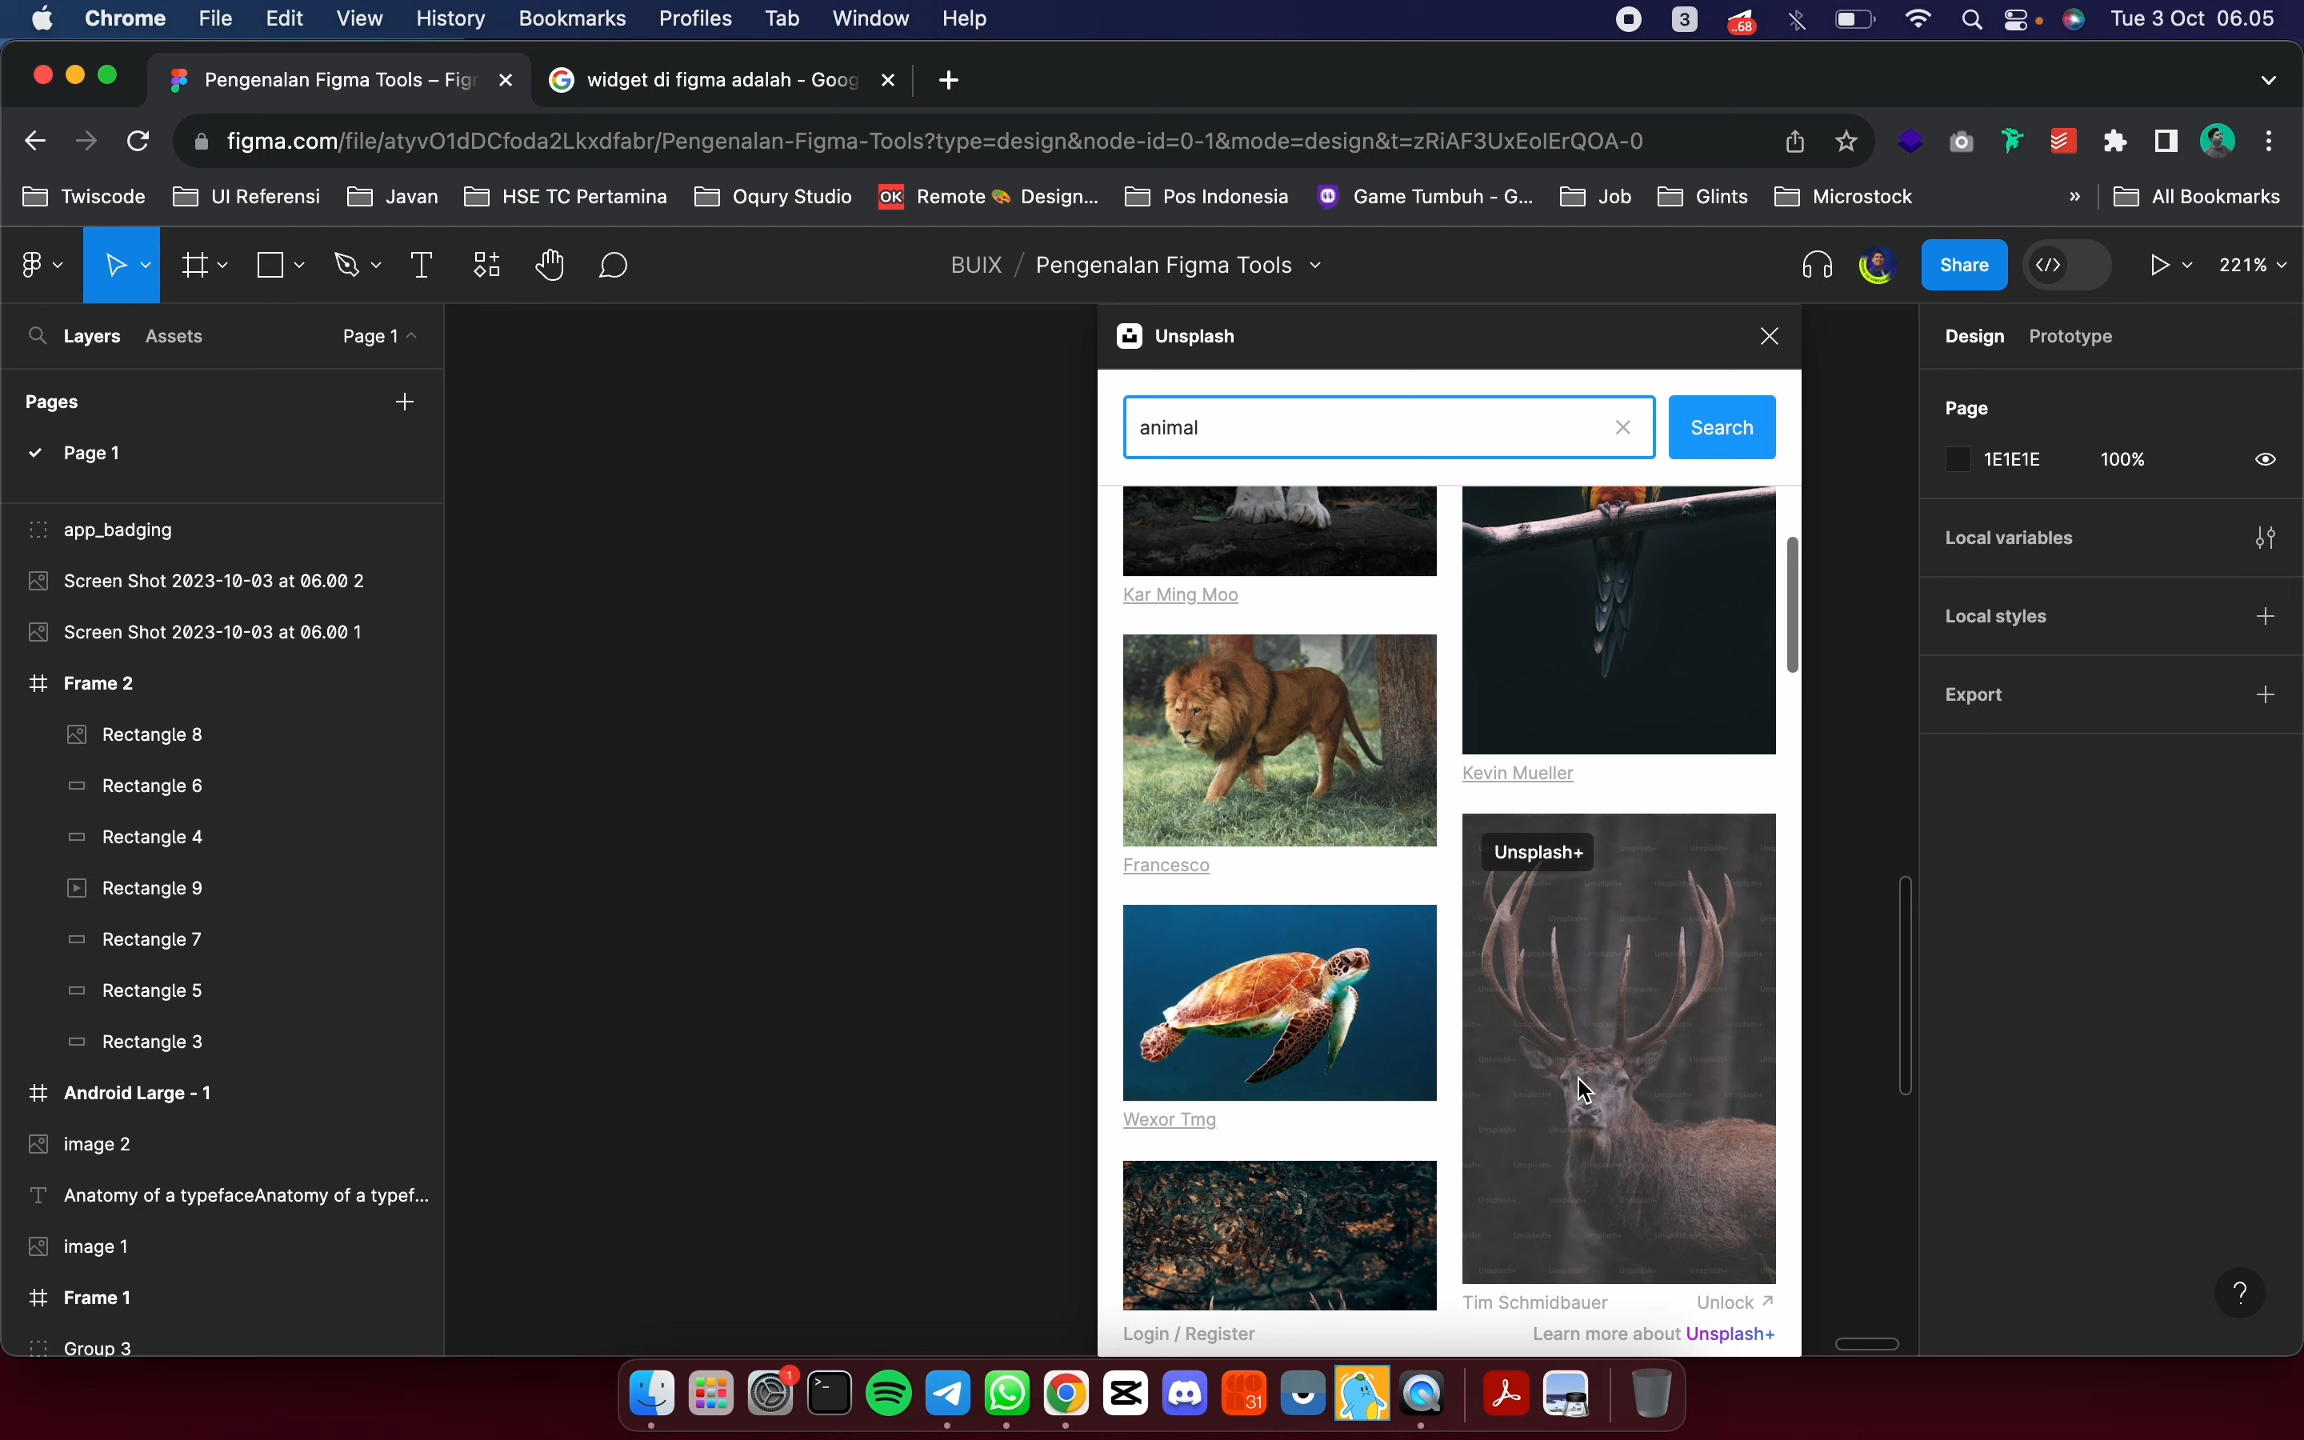 Chrome File Edit View History Bookmarks Profiles Tab Window Help
3
..68
Tue 3 Oct 06.05
Pengenalan Figma Tools – Fig
widget di figma adalah - Goog
figma.com/file/atyvO1dDCfoda2Lkxdfabr/Pengenalan-Figma-Tools?type=design&node-id=0-1&mode=design&t=zRiAF3UxEolErQOA-0
Twiscode
UI Referensi
Javan
HSE TC Pertamina
Oqury Studio
OK
Remote 🎨 Design...
Pos Indonesia
Game Tumbuh - G...
Job
Glints
Microstock
»
All Bookmarks
BUIX / Pengenalan Figma Tools
Share
221%
Layers
Assets
Page 1
Pages
Page 1
app_badging
Screen Shot 2023-10-03 at 06.00 2
Screen Shot 2023-10-03 at 06.00 1
Frame 2
Rectangle 8
Rectangle 6
Rectangle 4
Rectangle 9
Rectangle 7
Rectangle 5
Rectangle 3
Android Large - 1
image 2
Anatomy of a typefaceAnatomy of a typef...
image 1
Frame 1
Group 3
Unsplash
animal
Search
Kar Ming Moo
Francesco
Wexor Tmg
Kevin Mueller
Unsplash+
Tim Schmidbauer
Unlock ↗
Login / Register
Learn more about Unsplash+
Design
Prototype
Page
1E1E1E
100%
Local variables
Local styles
Export
?
1
31